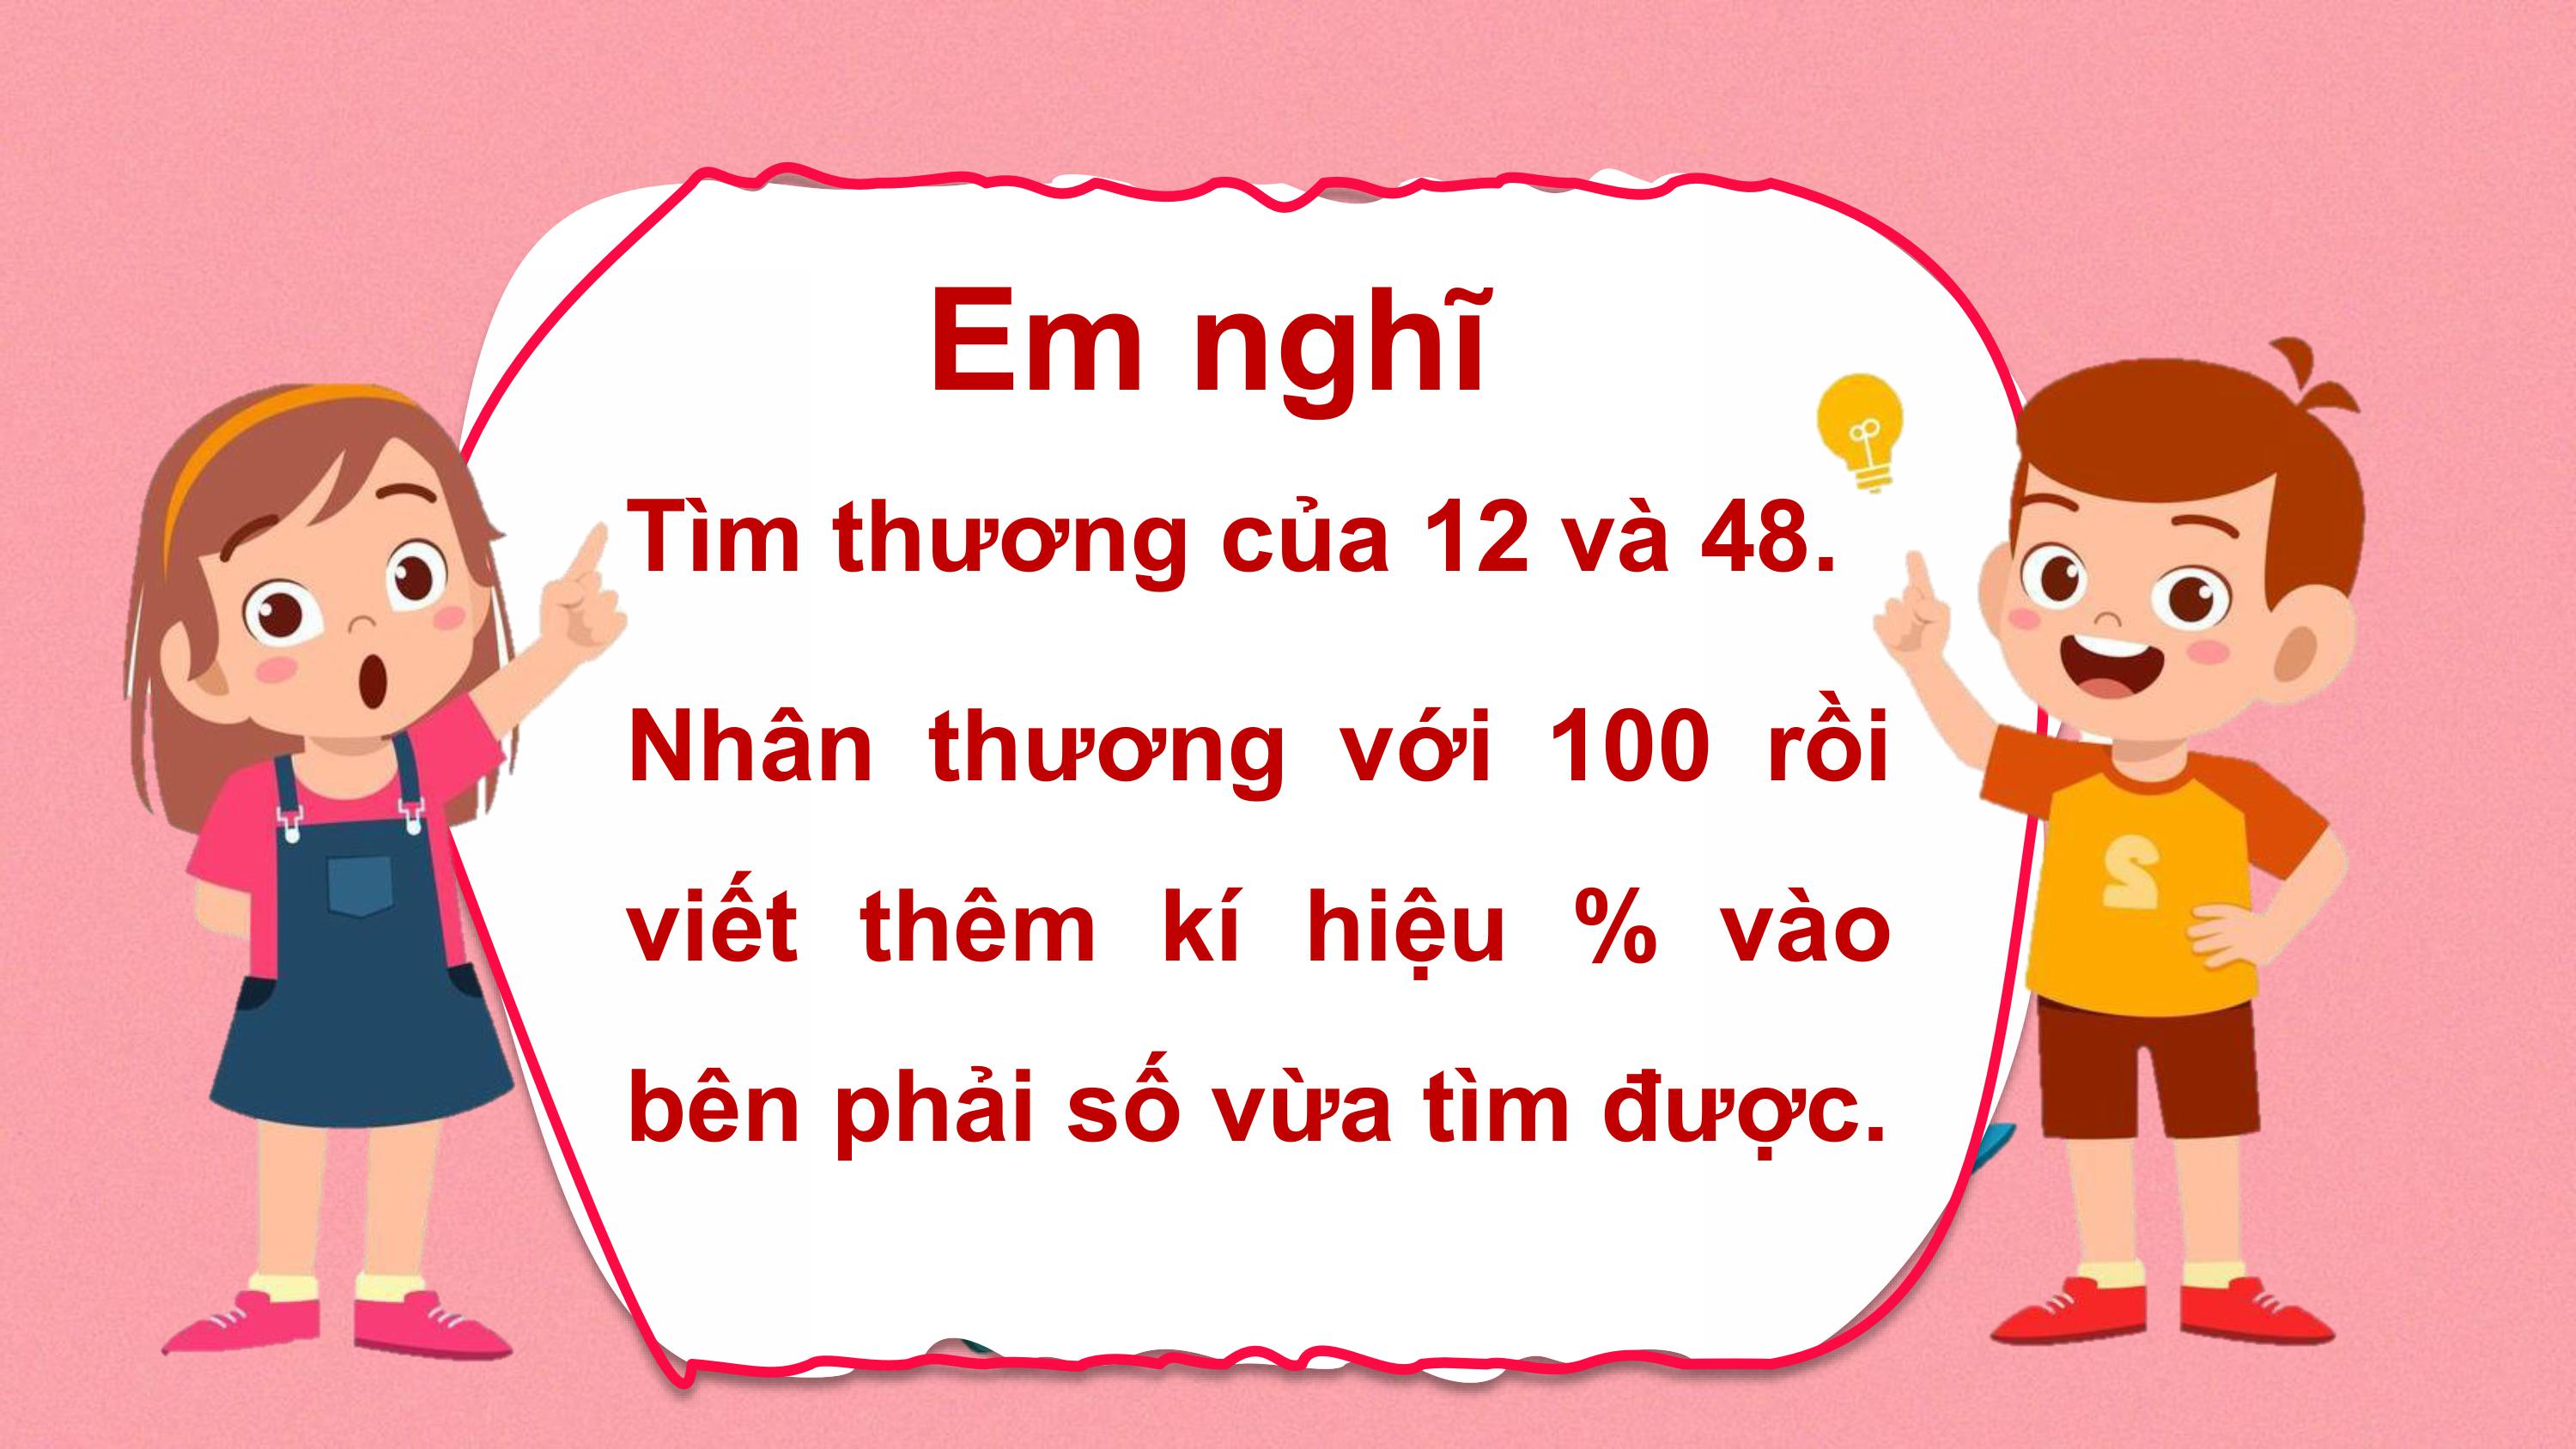 Em nghĩ
Tìm thương của 12 và 48.
Nhân thương với 100 rồi
viết thêm kí hiệu % vào
bên phải số vừa tìm được.
S